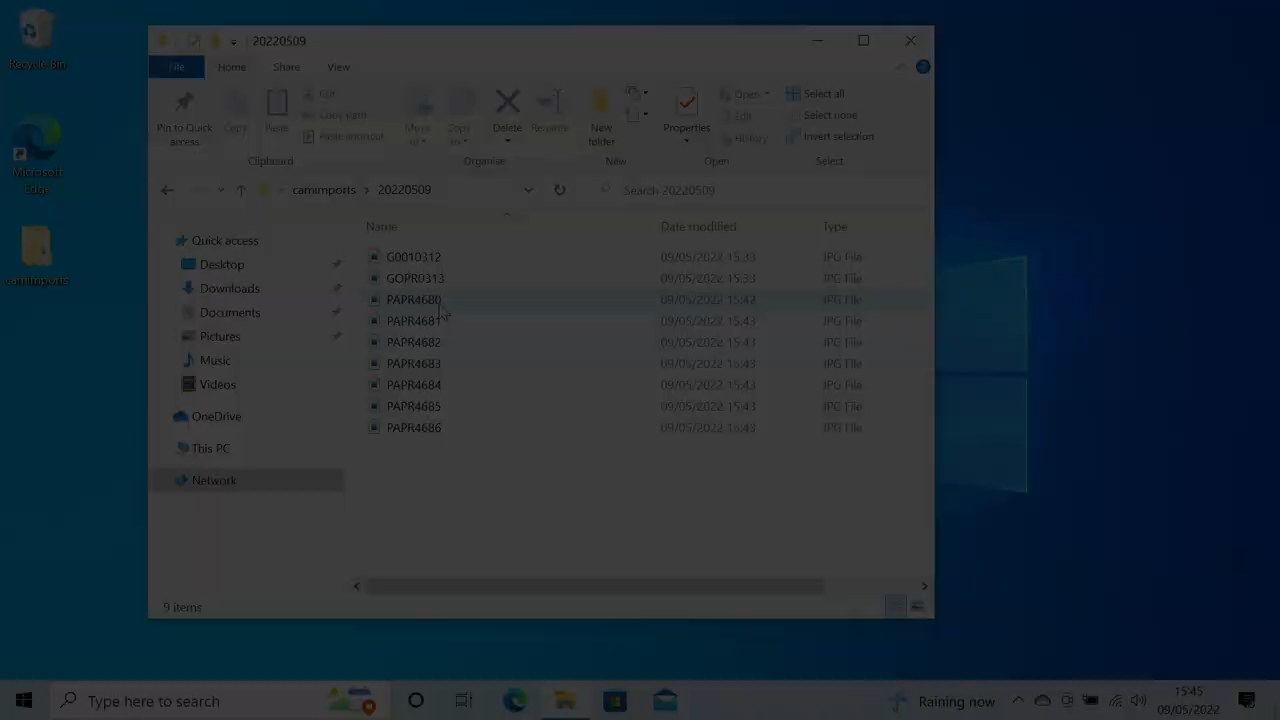 Recycle Bin
Microsoft
Edge
camimports
20220509
File Home Share View
Pin to Quick
access
Copy
Paste
Cut
Copy path
Paste shortcut
Move
to
Copy
to
Delete
Rename
New
folder
Properties
Open
Edit
History
Select all
Select none
Invert selection
Clipboard Organise New Open Select
camimports 20220509
Search 20220509
Quick access
Desktop
Downloads
Documents
Pictures
Music
Videos
OneDrive
This PC
Network
Name Date modified Type
G0010312 09/05/2022 15:33 JPG File
GOPR0313 09/05/2022 15:33 JPG File
PAPR4680 09/05/2022 15:42 JPG File
PAPR4681 09/05/2022 15:43 JPG File
PAPR4682 09/05/2022 15:43 JPG File
PAPR4683 09/05/2022 15:43 JPG File
PAPR4684 09/05/2022 15:43 JPG File
PAPR4685 09/05/2022 15:43 JPG File
PAPR4686 09/05/2022 15:43 JPG File
9 items
Type here to search
Raining now
15:45
09/05/2022